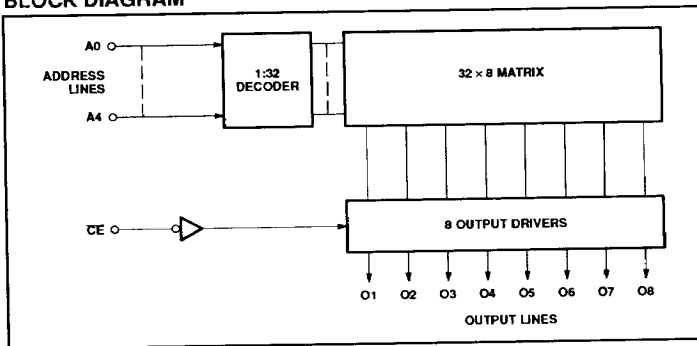 BLOCK DIAGRAM
A0
ADDRESS
LINES
A4
1:32
DECODER
32 × 8 MATRIX
C̅E̅
8 OUTPUT DRIVERS
O1 O2 O3 O4 O5 O6 O7 O8
OUTPUT LINES